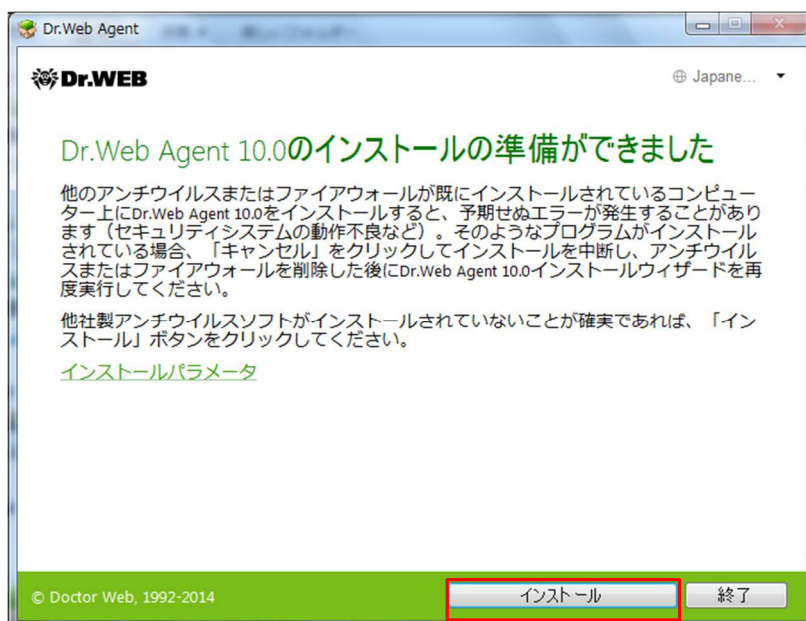 Dr.Web Agent
Dr.WEB
Japane...
Dr.Web Agent 10.0のインストールの準備ができました
他のアンチウイルスまたはファイアウォールが既にインストールされているコンピュー
ター上にDr.Web Agent 10.0をインストールすると、予期せぬエラーが発生することがあり
ます（セキュリティシステムの動作不良など）。そのようなプログラムがインストール
されている場合、「キャンセル」をクリックしてインストールを中断し、アンチウイル
スまたはファイアウォールを削除した後にDr.Web Agent 10.0インストールウィザードを再
度実行してください。
他社製アンチウイルスソフトがインストールされていないことが確実であれば、「イン
ストール」ボタンをクリックしてください。
インストールパラメータ
© Doctor Web, 1992-2014
インストール
終了